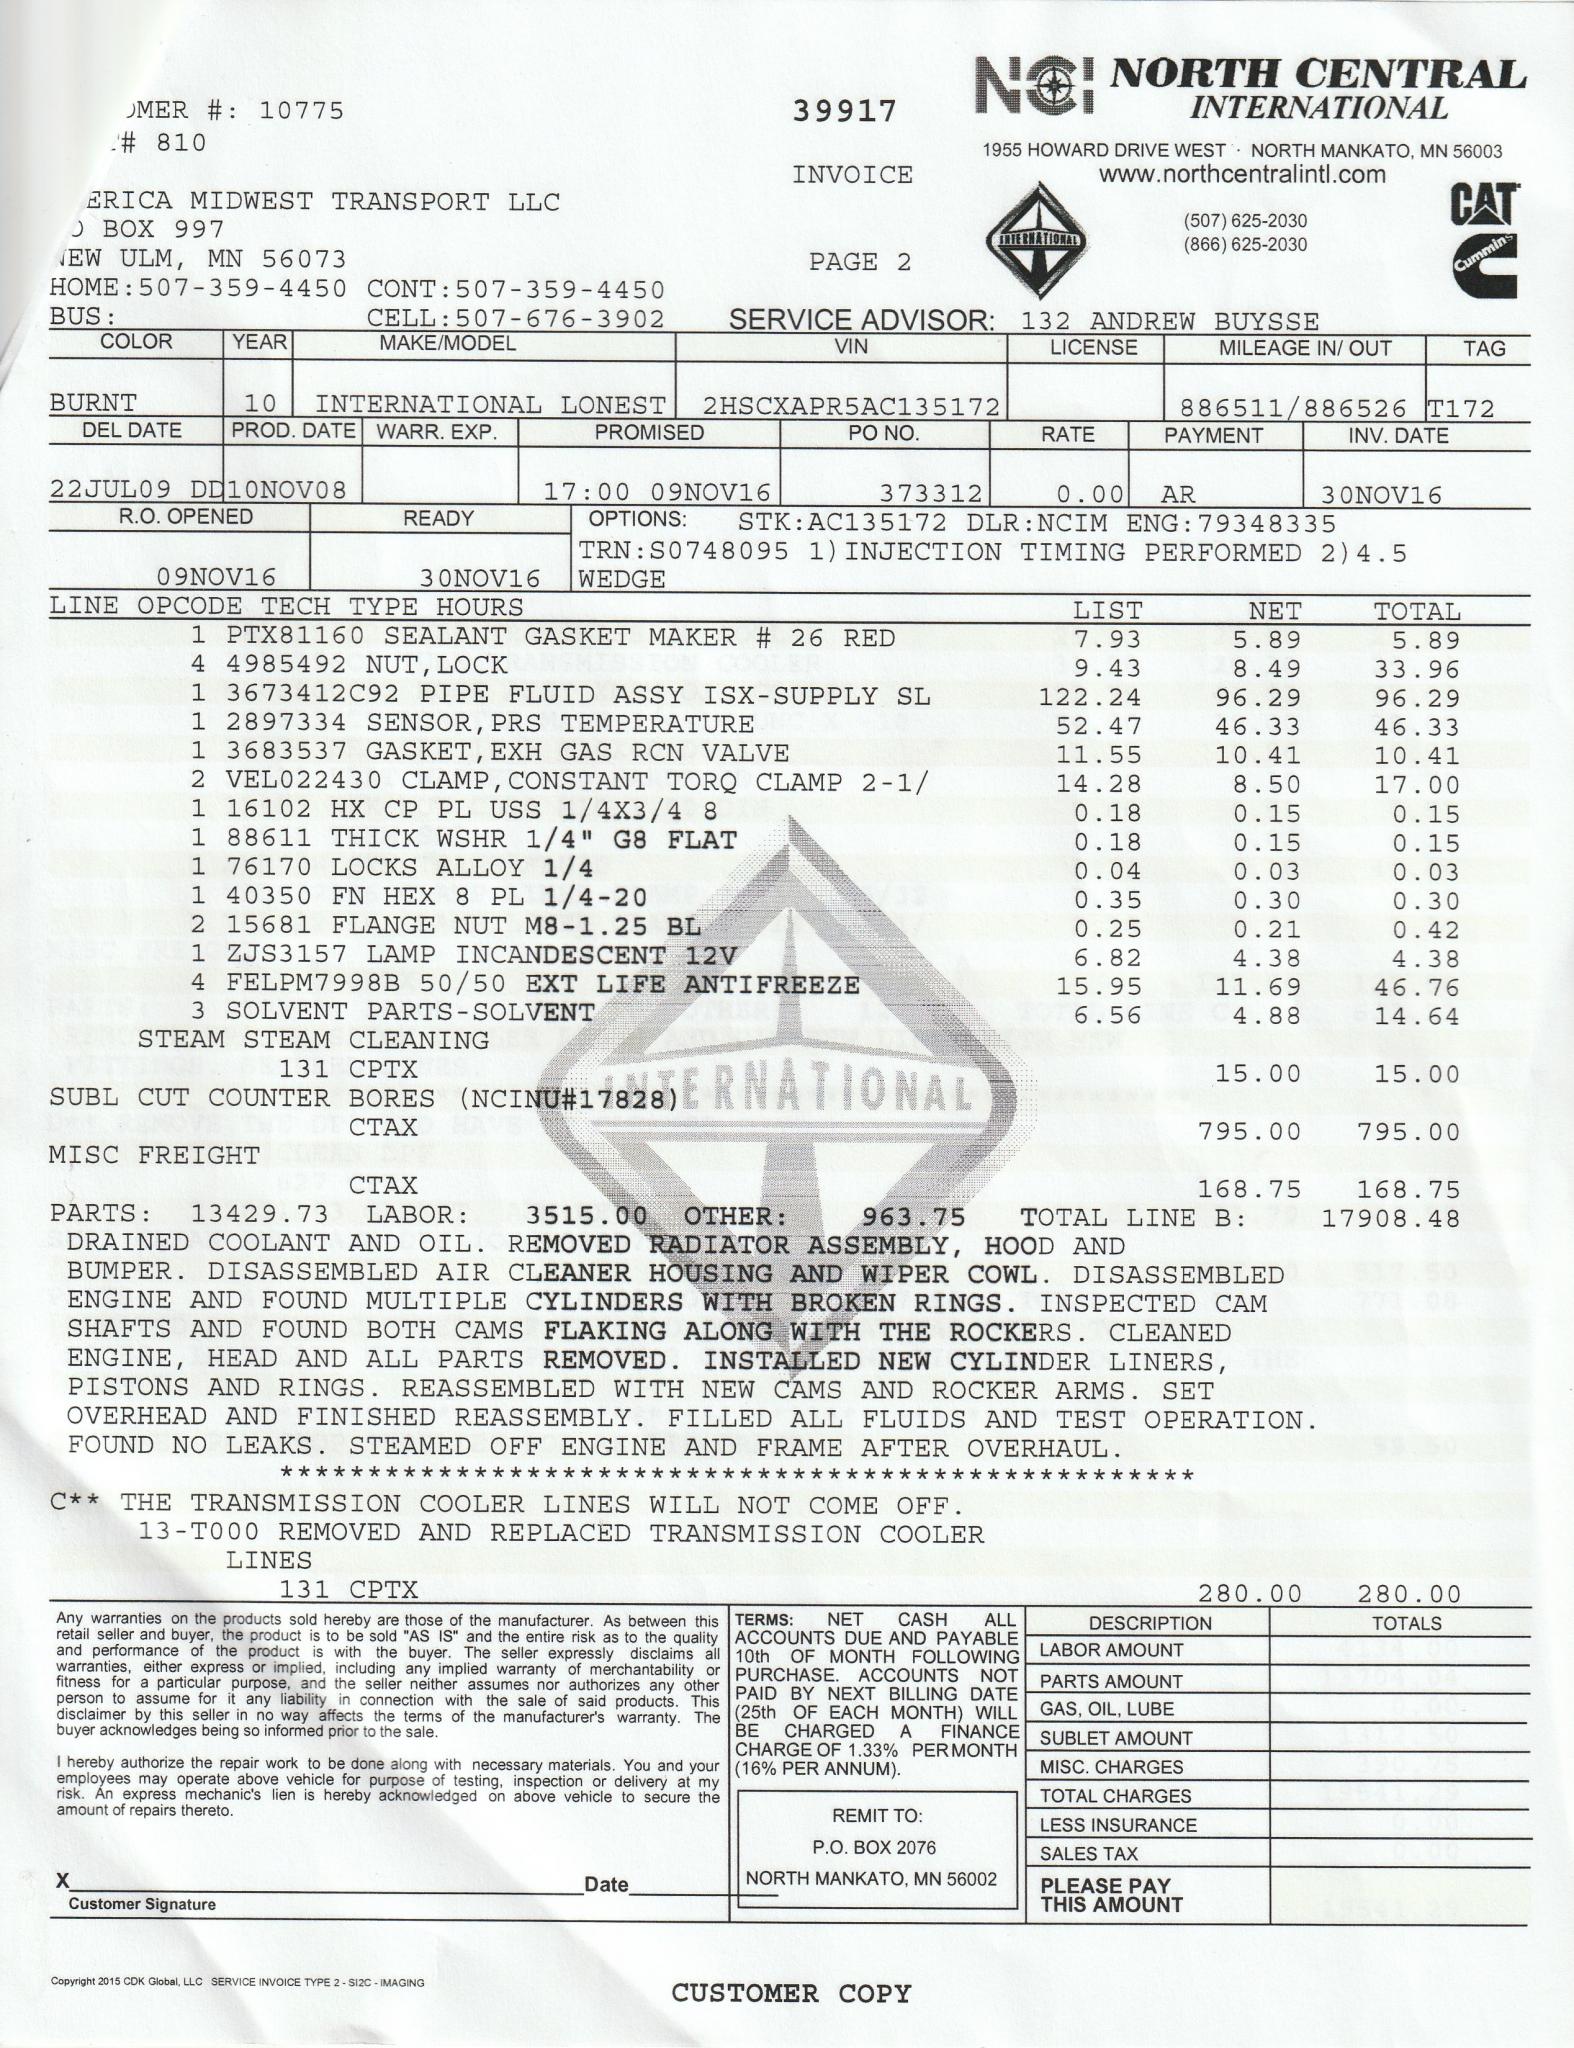 NCI NORTH CENTRAL
INTERNATIONAL
OMER #: 10775
39917
# 810
1955 HOWARD DRIVE WEST · NORTH MANKATO, MN 56003
INVOICE
www.northcentralintl.com
ERICA MIDWEST TRANSPORT LLC
CAT
O BOX 997
(507) 625-2030
INTERNATIONAL
(866) 625-2030
Cummins
NEW ULM, MN 56073
PAGE 2
HOME:507-359-4450 CONT:507-359-4450
BUS: CELL:507-676-3902
SERVICE ADVISOR: 132 ANDREW BUYSSE
COLOR YEAR MAKE/MODEL VIN LICENSE MILEAGE IN/ OUT TAG
BURNT 10 INTERNATIONAL LONEST 2HSCXAPR5AC135172 886511/886526 T172
DEL DATE PROD. DATE WARR. EXP. PROMISED PO NO. RATE PAYMENT INV. DATE
22JUL09 DD 10NOV08 17:00 09NOV16 373312 0.00 AR 30NOV16
R.O. OPENED READY OPTIONS: STK:AC135172 DLR:NCIM ENG:79348335
TRN:S0748095 1)INJECTION TIMING PERFORMED 2)4.5
09NOV16 30NOV16 WEDGE
LINE OPCODE TECH TYPE HOURS LIST NET TOTAL
1 PTX81160 SEALANT GASKET MAKER # 26 RED 7.93 5.89 5.89
4 4985492 NUT,LOCK 9.43 8.49 33.96
1 3673412C92 PIPE FLUID ASSY ISX-SUPPLY SL 122.24 96.29 96.29
1 2897334 SENSOR,PRS TEMPERATURE 52.47 46.33 46.33
1 3683537 GASKET,EXH GAS RCN VALVE 11.55 10.41 10.41
2 VEL022430 CLAMP,CONSTANT TORQ CLAMP 2-1/ 14.28 8.50 17.00
1 16102 HX CP PL USS 1/4X3/4 8 0.18 0.15 0.15
1 88611 THICK WSHR 1/4" G8 FLAT 0.18 0.15 0.15
1 76170 LOCKS ALLOY 1/4 0.04 0.03 0.03
1 40350 FN HEX 8 PL 1/4-20 0.35 0.30 0.30
2 15681 FLANGE NUT M8-1.25 BL 0.25 0.21 0.42
1 ZJS3157 LAMP INCANDESCENT 12V 6.82 4.38 4.38
4 FELPM7998B 50/50 EXT LIFE ANTIFREEZE 15.95 11.69 46.76
3 SOLVENT PARTS-SOLVENT 6.56 4.88 14.64
STEAM STEAM CLEANING
131 CPTX 15.00 15.00
INTERNATIONAL
SUBL CUT COUNTER BORES (NCINU#17828)
CTAX 795.00 795.00
MISC FREIGHT
CTAX 168.75 168.75
PARTS: 13429.73 LABOR: 3515.00 OTHER: 963.75 TOTAL LINE B: 17908.48
DRAINED COOLANT AND OIL. REMOVED RADIATOR ASSEMBLY, HOOD AND
BUMPER. DISASSEMBLED AIR CLEANER HOUSING AND WIPER COWL. DISASSEMBLED
ENGINE AND FOUND MULTIPLE CYLINDERS WITH BROKEN RINGS. INSPECTED CAM
SHAFTS AND FOUND BOTH CAMS FLAKING ALONG WITH THE ROCKERS. CLEANED
ENGINE, HEAD AND ALL PARTS REMOVED. INSTALLED NEW CYLINDER LINERS,
PISTONS AND RINGS. REASSEMBLED WITH NEW CAMS AND ROCKER ARMS. SET
OVERHEAD AND FINISHED REASSEMBLY. FILLED ALL FLUIDS AND TEST OPERATION.
FOUND NO LEAKS. STEAMED OFF ENGINE AND FRAME AFTER OVERHAUL.
****************************************************
C** THE TRANSMISSION COOLER LINES WILL NOT COME OFF.
13-T000 REMOVED AND REPLACED TRANSMISSION COOLER
LINES
131 CPTX 280.00 280.00
Any warranties on the products sold hereby are those of the manufacturer. As between this
retail seller and buyer, the product is to be sold "AS IS" and the entire risk as to the quality
and performance of the product is with the buyer. The seller expressly disclaims all
warranties, either express or implied, including any implied warranty of merchantability or
fitness for a particular purpose, and the seller neither assumes nor authorizes any other
person to assume for it any liability in connection with the sale of said products. This
disclaimer by this seller in no way affects the terms of the manufacturer's warranty. The
buyer acknowledges being so informed prior to the sale.
I hereby authorize the repair work to be done along with necessary materials. You and your
employees may operate above vehicle for purpose of testing, inspection or delivery at my
risk. An express mechanic's lien is hereby acknowledged on above vehicle to secure the
amount of repairs thereto.
X Date
Customer Signature
TERMS: NET CASH ALL
ACCOUNTS DUE AND PAYABLE
10th OF MONTH FOLLOWING
PURCHASE. ACCOUNTS NOT
PAID BY NEXT BILLING DATE
(25th OF EACH MONTH) WILL
BE CHARGED A FINANCE
CHARGE OF 1.33% PER MONTH
(16% PER ANNUM).
REMIT TO:
P.O. BOX 2076
NORTH MANKATO, MN 56002
DESCRIPTION TOTALS
LABOR AMOUNT
PARTS AMOUNT
GAS, OIL, LUBE
SUBLET AMOUNT
MISC. CHARGES
TOTAL CHARGES
LESS INSURANCE
SALES TAX
PLEASE PAY
THIS AMOUNT
Copyright 2015 CDK Global, LLC SERVICE INVOICE TYPE 2 - SI2C - IMAGING
CUSTOMER COPY